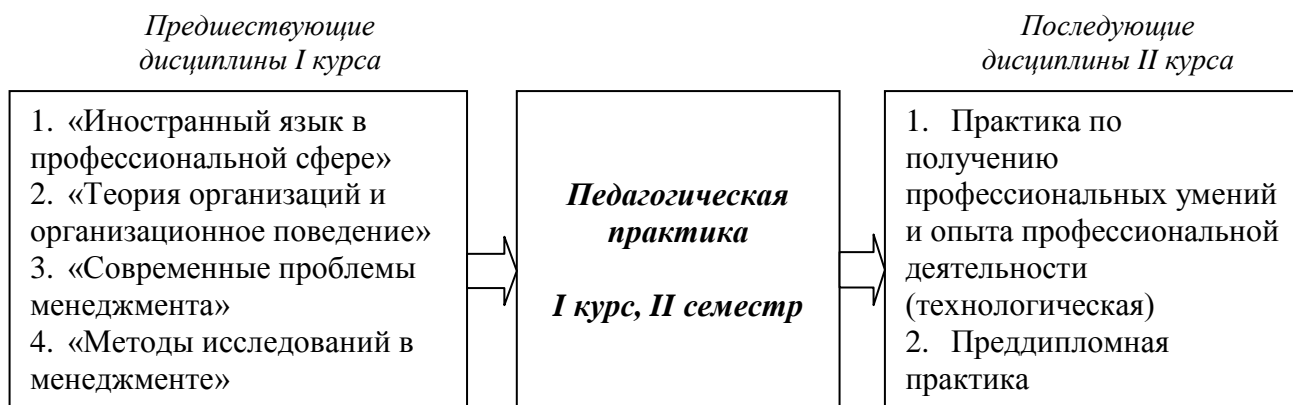 Предшествующие
дисциплины I курса
1. «Иностранный язык в
профессиональной сфере»
2. «Теория организаций и
организационное поведение»
3. «Современные проблемы
менеджмента»
4. «Методы исследований в
менеджменте»
Педагогическая
практика
I курс, II семестр
Последующие
дисциплины II курса
1. Практика по
получению
профессиональных умений
и опыта профессиональной
деятельности
(технологическая)
2. Преддипломная
практика